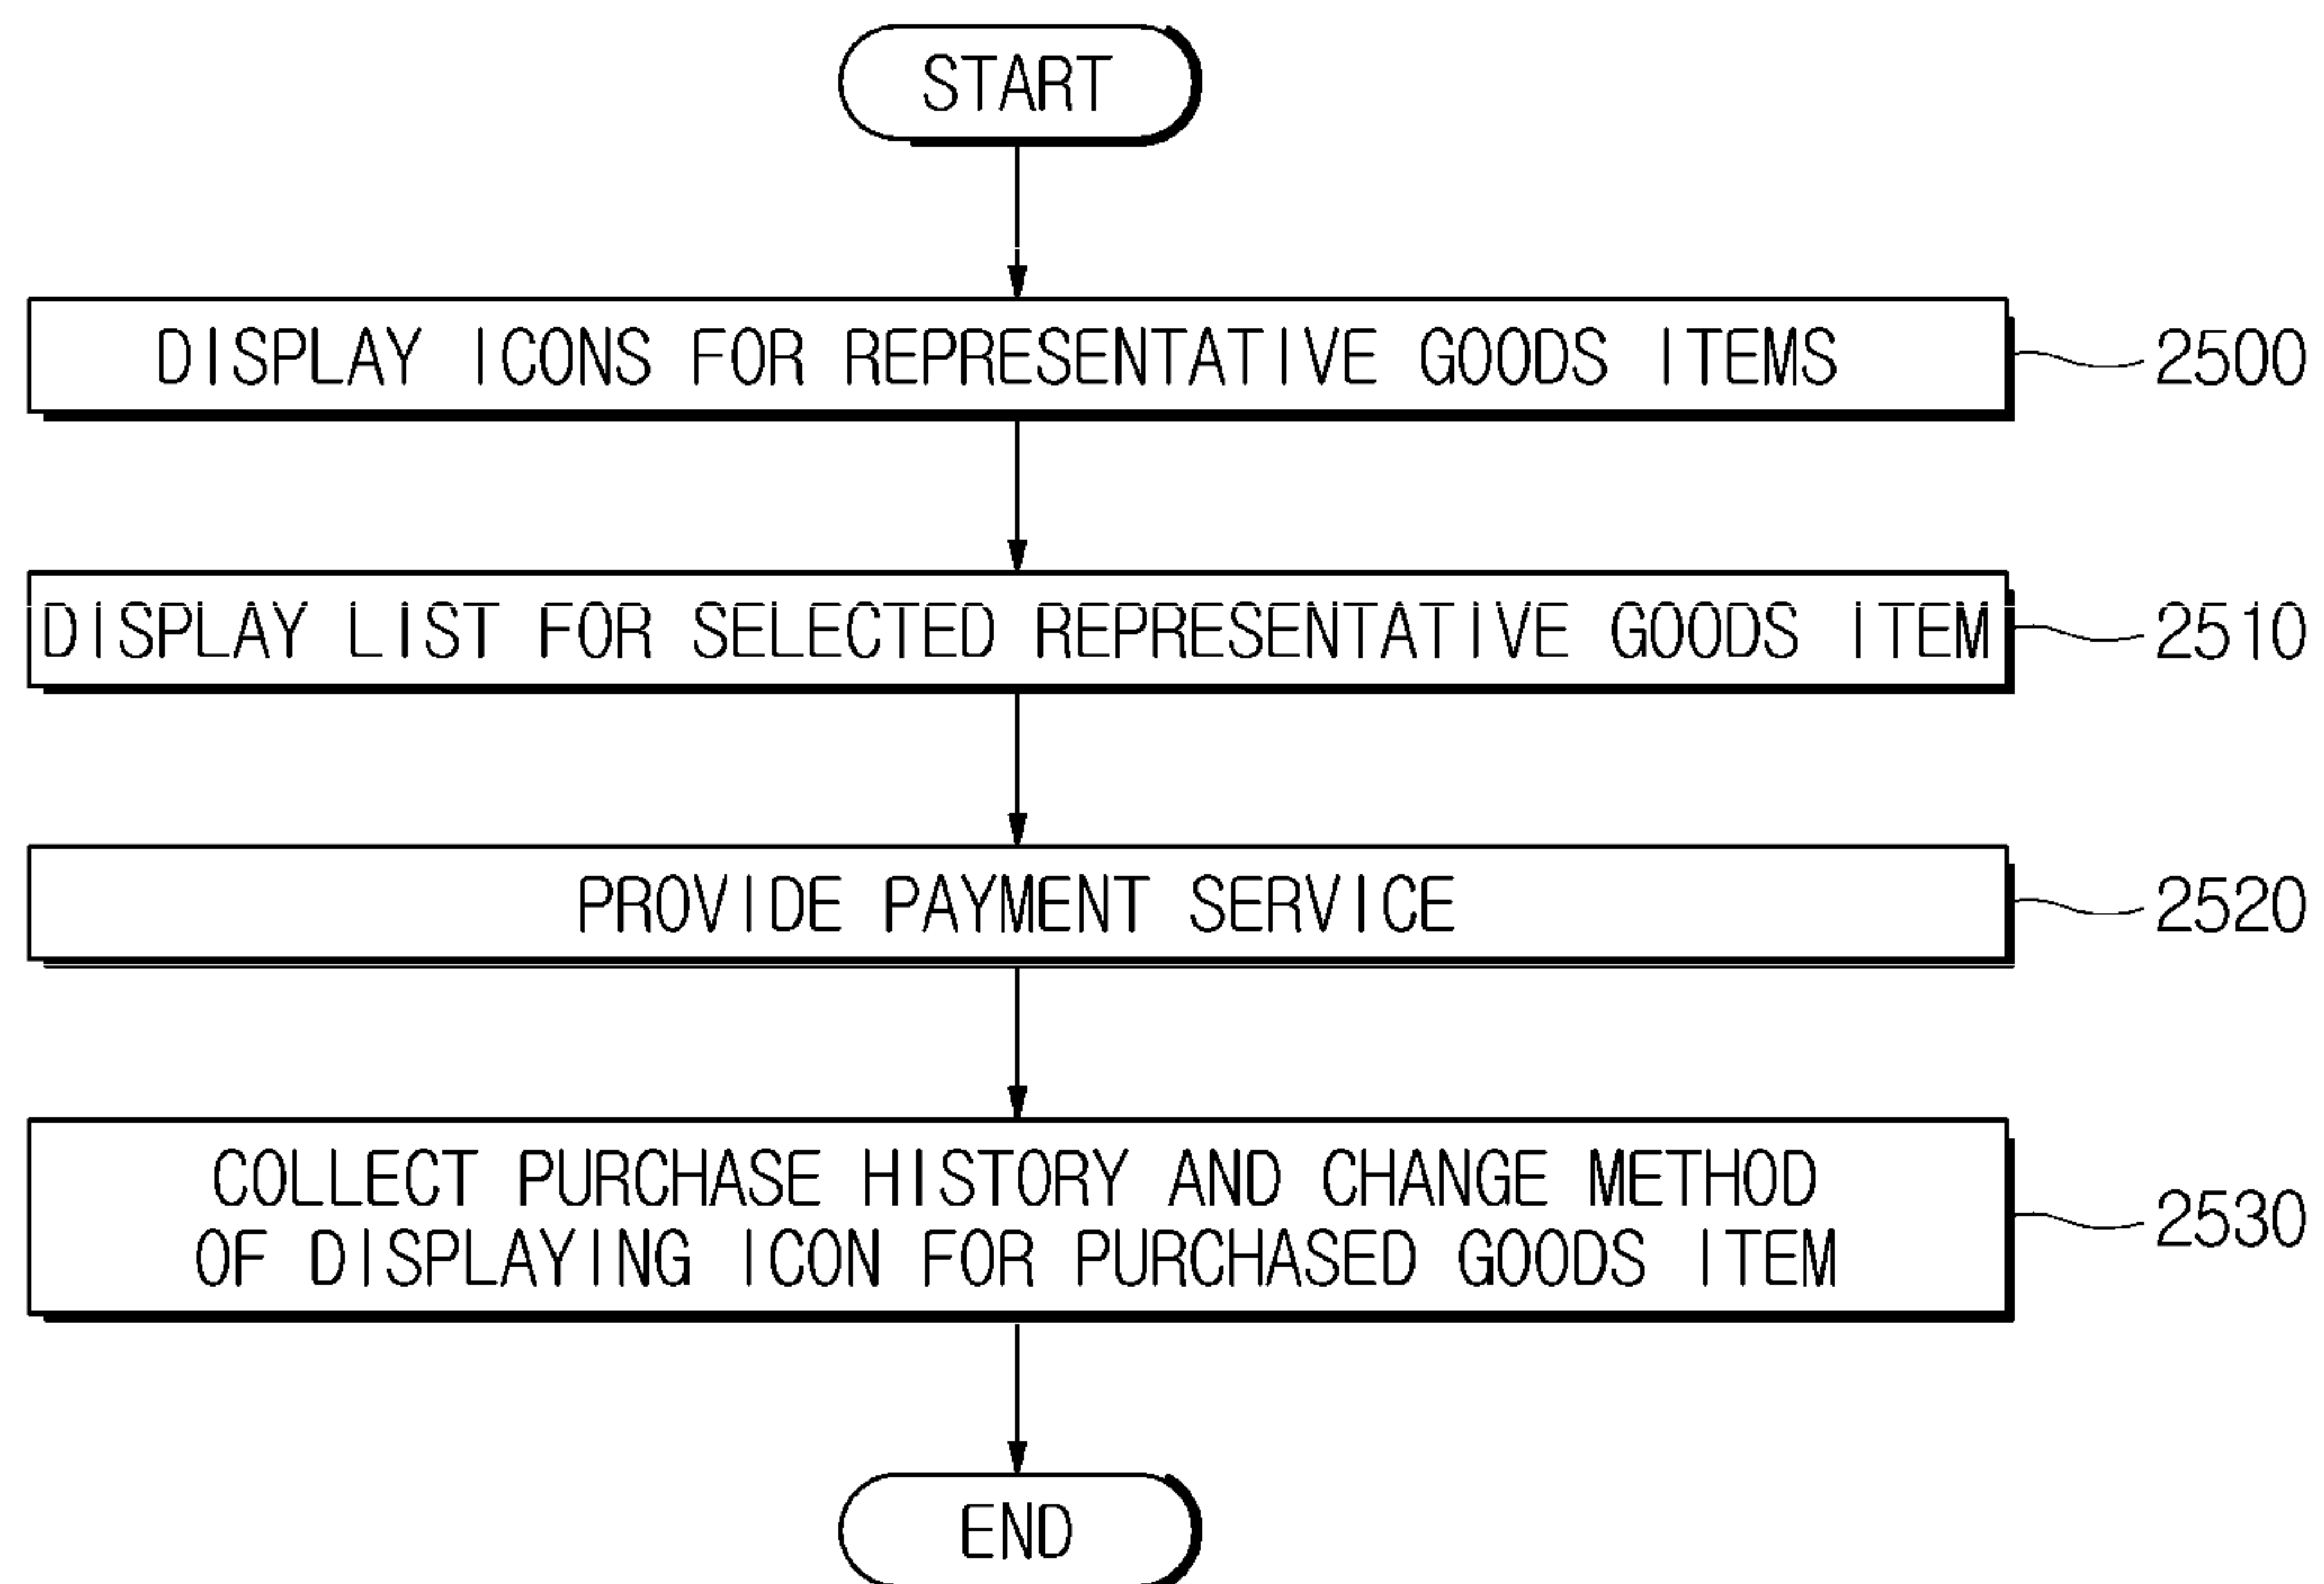 START
DISPLAY ICONS FOR REPRESENTATIVE GOODS ITEMS
2500
DISPLAY LIST FOR SELECTED REPRESENTATIVE GOODS ITEM
2510
PROVIDE PAYMENT SERVICE
2520
COLLECT PURCHASE HISTORY AND CHANGE METHOD
OF DISPLAYING ICON FOR PURCHASED GOODS ITEM
2530
END